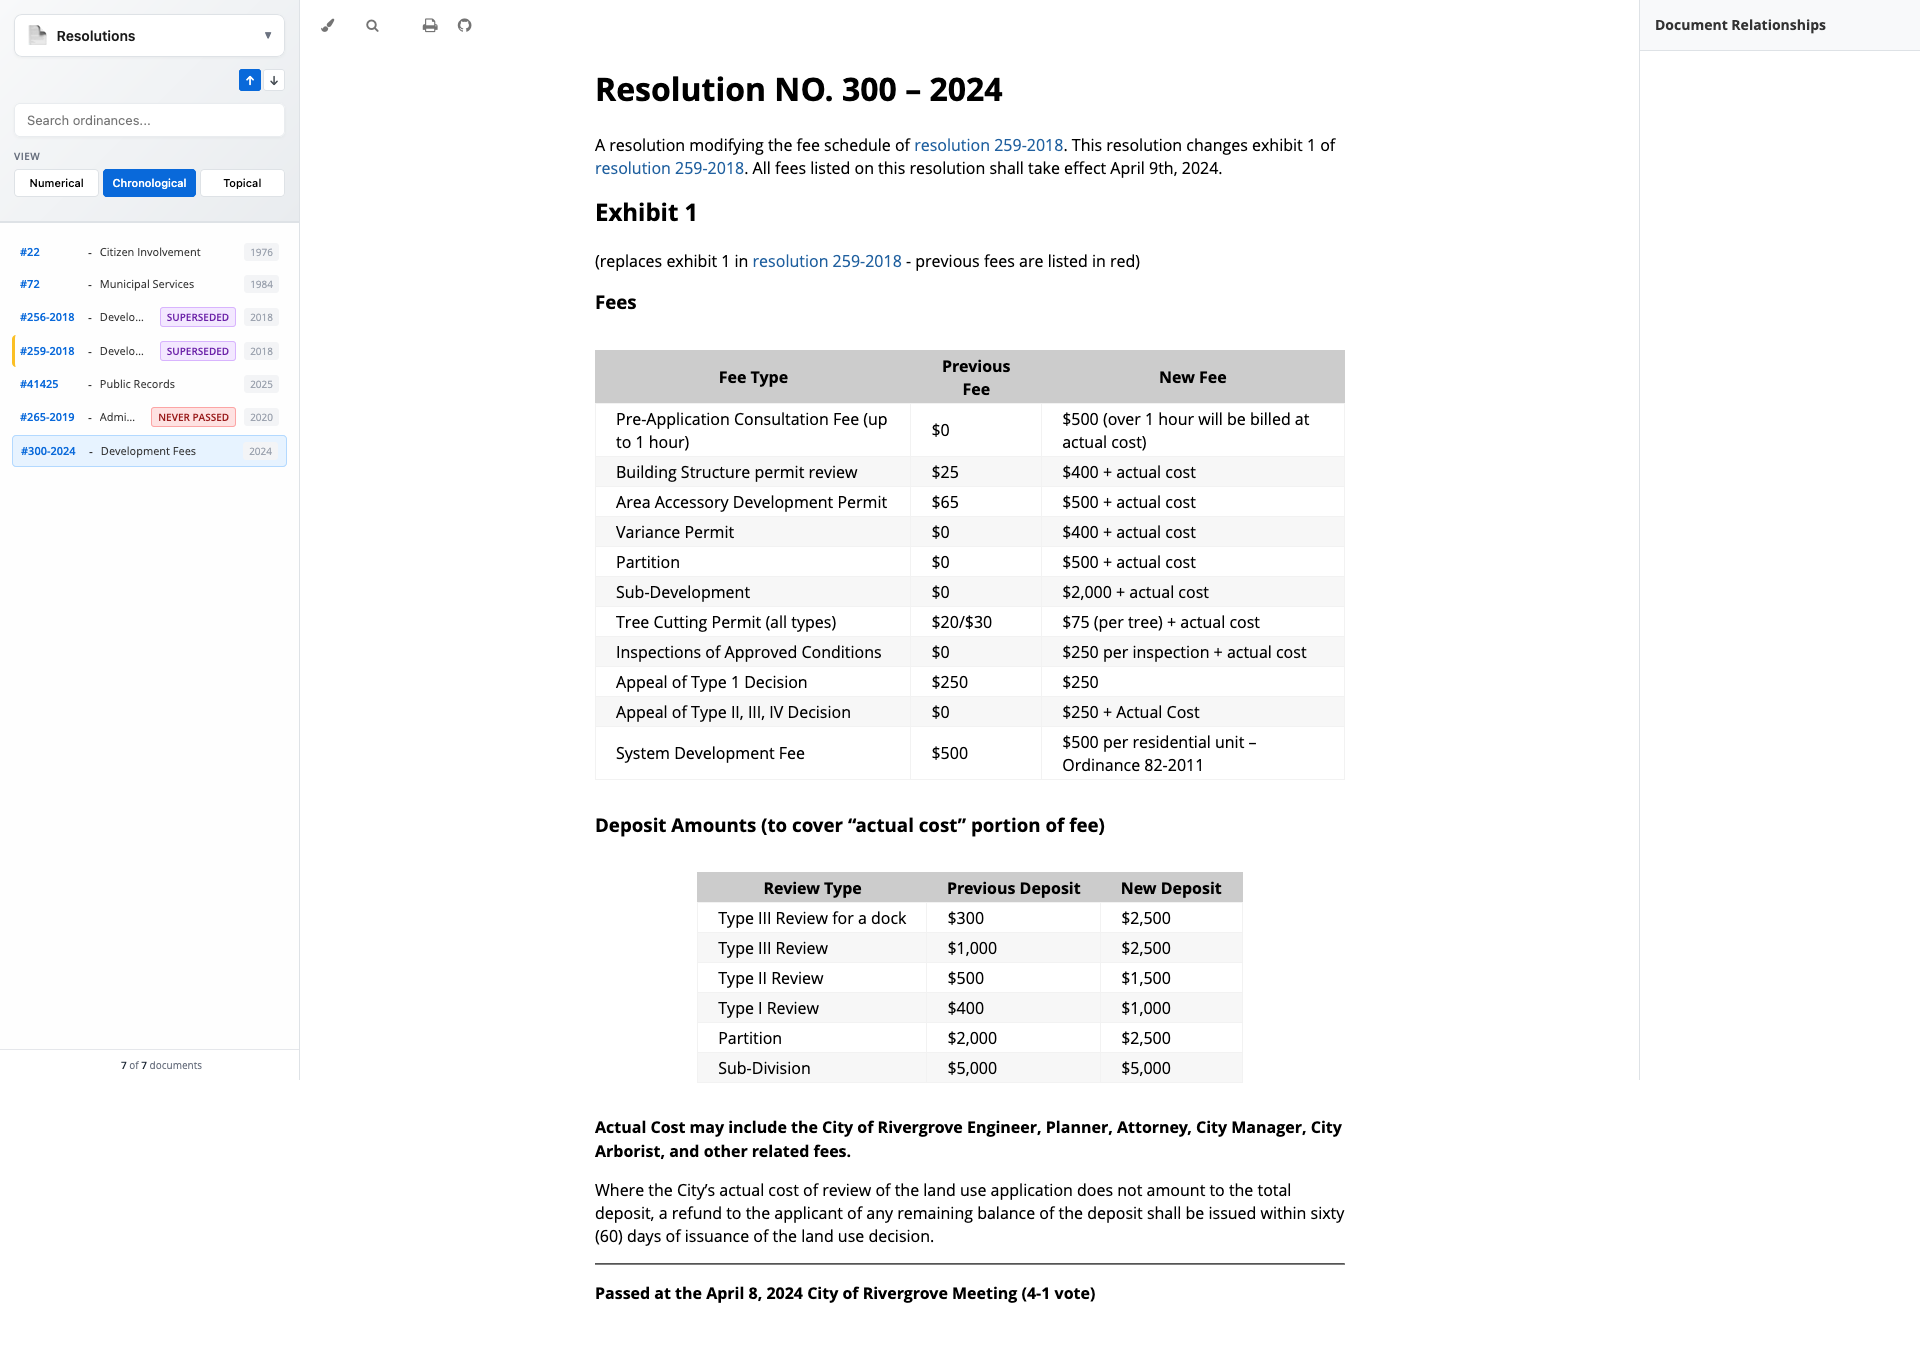 Resolutions
Search ordinances...
VIEW
Numerical Chronological Topical
#22 - Citizen Involvement 1976
#72 - Municipal Services 1984
#256-2018 - Develo... SUPERSEDED 2018
#259-2018 - Develo... SUPERSEDED 2018
#41425 - Public Records 2025
#265-2019 - Admi... NEVER PASSED 2020
#300-2024 - Development Fees 2024
7 of 7 documents
Resolution NO. 300 – 2024
A resolution modifying the fee schedule of resolution 259-2018. This resolution changes exhibit 1 of
resolution 259-2018. All fees listed on this resolution shall take effect April 9th, 2024.
Exhibit 1
(replaces exhibit 1 in resolution 259-2018 - previous fees are listed in red)
Fees
Fee Type Previous Fee New Fee
Pre-Application Consultation Fee (up to 1 hour) $0 $500 (over 1 hour will be billed at actual cost)
Building Structure permit review $25 $400 + actual cost
Area Accessory Development Permit $65 $500 + actual cost
Variance Permit $0 $400 + actual cost
Partition $0 $500 + actual cost
Sub-Development $0 $2,000 + actual cost
Tree Cutting Permit (all types) $20/$30 $75 (per tree) + actual cost
Inspections of Approved Conditions $0 $250 per inspection + actual cost
Appeal of Type 1 Decision $250 $250
Appeal of Type II, III, IV Decision $0 $250 + Actual Cost
System Development Fee $500 $500 per residential unit – Ordinance 82-2011
Deposit Amounts (to cover “actual cost” portion of fee)
Review Type Previous Deposit New Deposit
Type III Review for a dock $300 $2,500
Type III Review $1,000 $2,500
Type II Review $500 $1,500
Type I Review $400 $1,000
Partition $2,000 $2,500
Sub-Division $5,000 $5,000
Actual Cost may include the City of Rivergrove Engineer, Planner, Attorney, City Manager, City
Arborist, and other related fees.
Where the City’s actual cost of review of the land use application does not amount to the total
deposit, a refund to the applicant of any remaining balance of the deposit shall be issued within sixty
(60) days of issuance of the land use decision.
Passed at the April 8, 2024 City of Rivergrove Meeting (4-1 vote)
Document Relationships